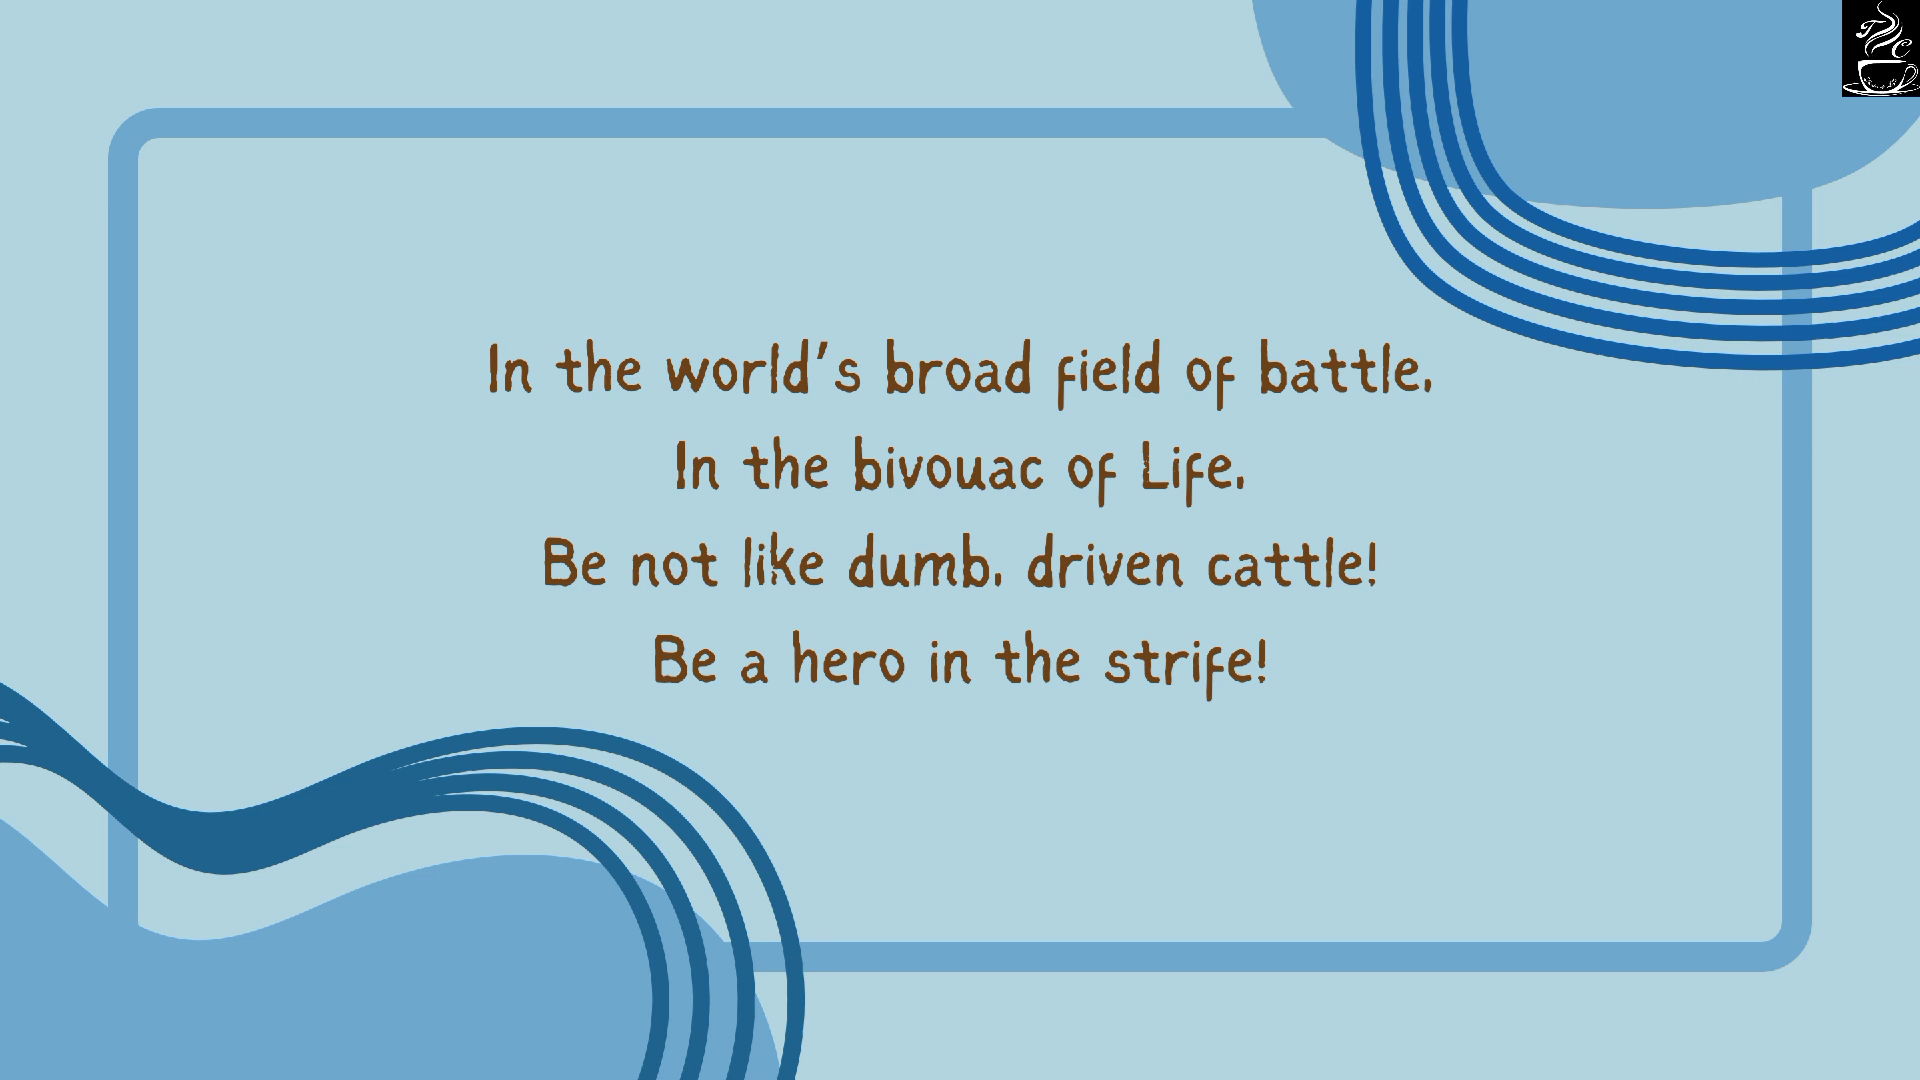 In the world's broad field of battle,
In the bivouac of Life,
Be not like dumb, driven cattle!
Be a hero in the strife!
T C